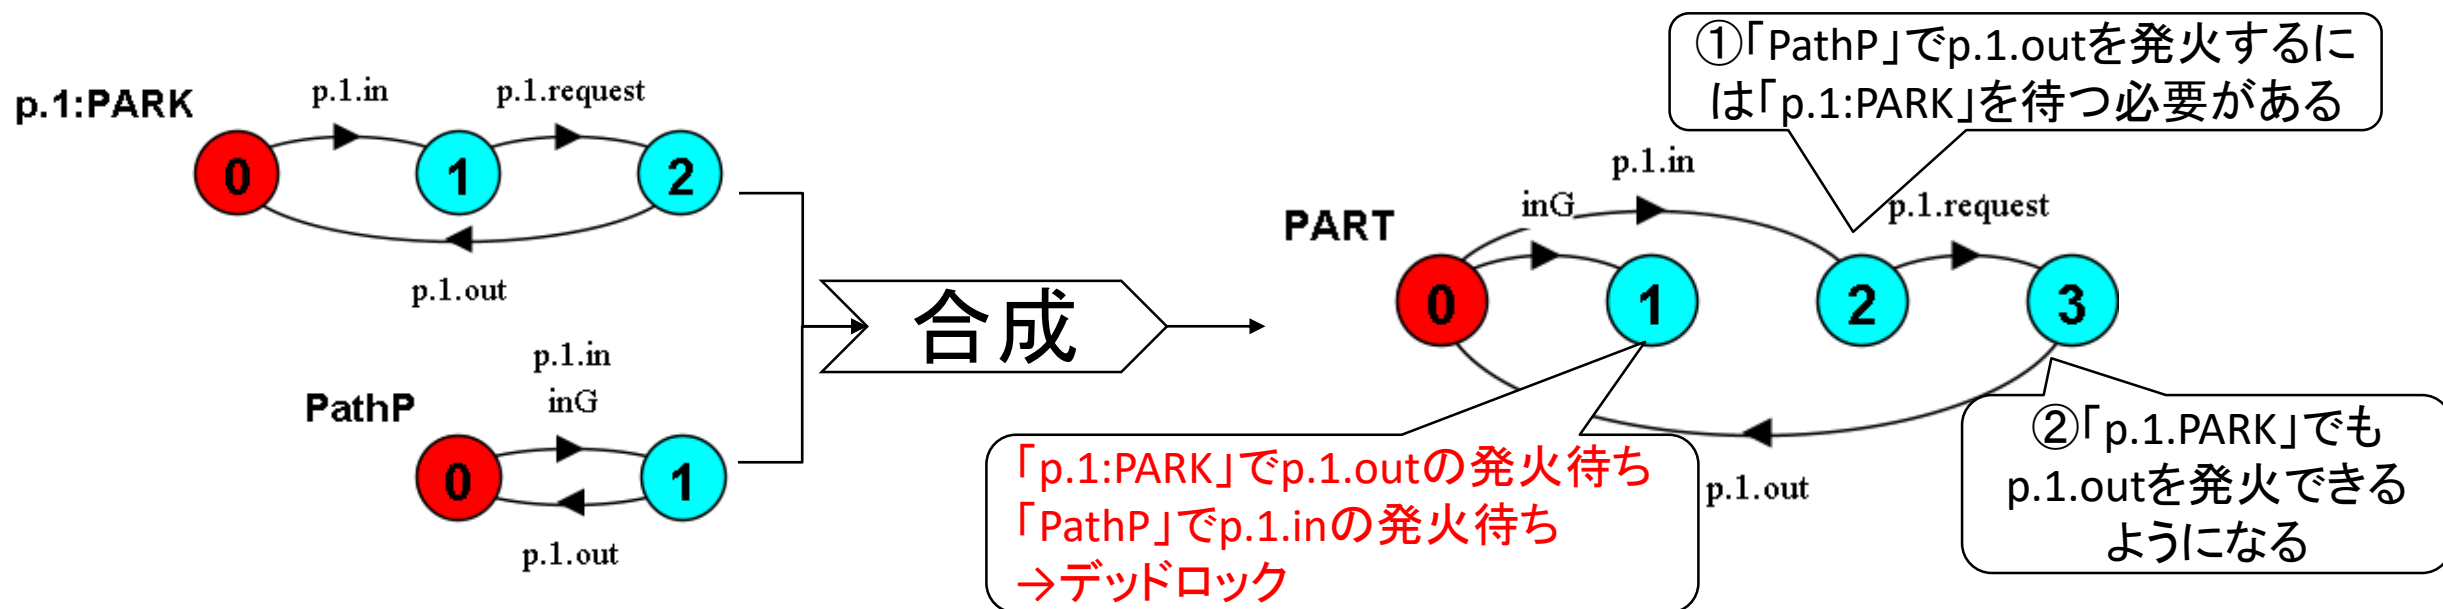 p.1:PARK
p.1.in
p.1.request
0
1
2
p.1.out
PathP
p.1.in
inG
0
1
p.1.out
合成
PART
inG
p.1.in
p.1.request
0
1
2
3
p.1.out
①「PathP」でp.1.outを発火するに
は「p.1:PARK」を待つ必要がある
「p.1:PARK」でp.1.outの発火待ち
「PathP」でp.1.inの発火待ち
→デッドロック
②「p.1.PARK」でも
p.1.outを発火できる
ようになる